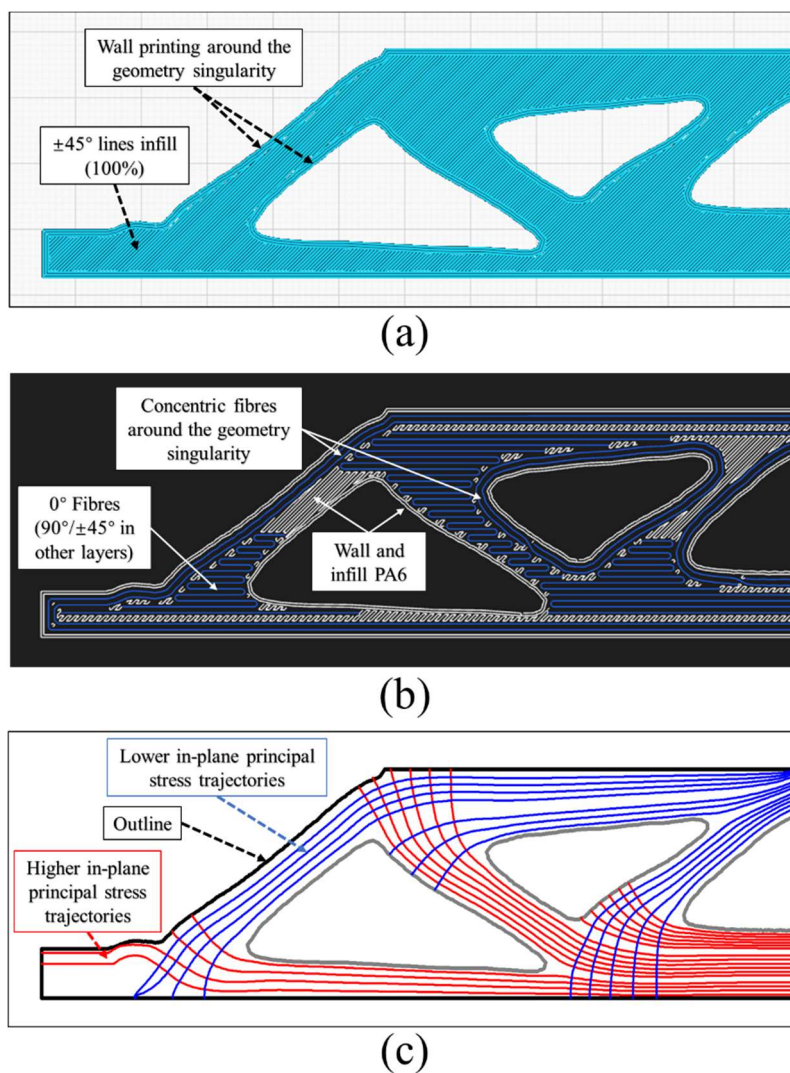 Wall printing around the
geometry singularity
±45° lines infill
(100%)
(a)
Concentric fibres
around the geometry
singularity
0° Fibres
(90°/±45° in
other layers)
Wall and
infill PA6
(b)
Lower in-plane principal
stress trajectories
Outline
Higher in-plane
principal stress
trajectories
(c)